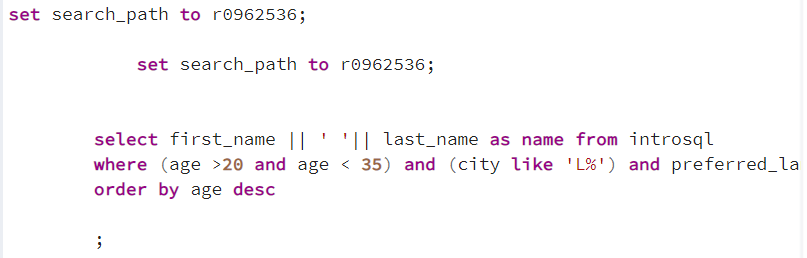 set search_path to r0962536;
set search_path to r0962536;
select first_name || ' '|| last_name as name from introsql
where (age >20 and age < 35) and (city like 'L%') and preferred_la
order by age desc
;